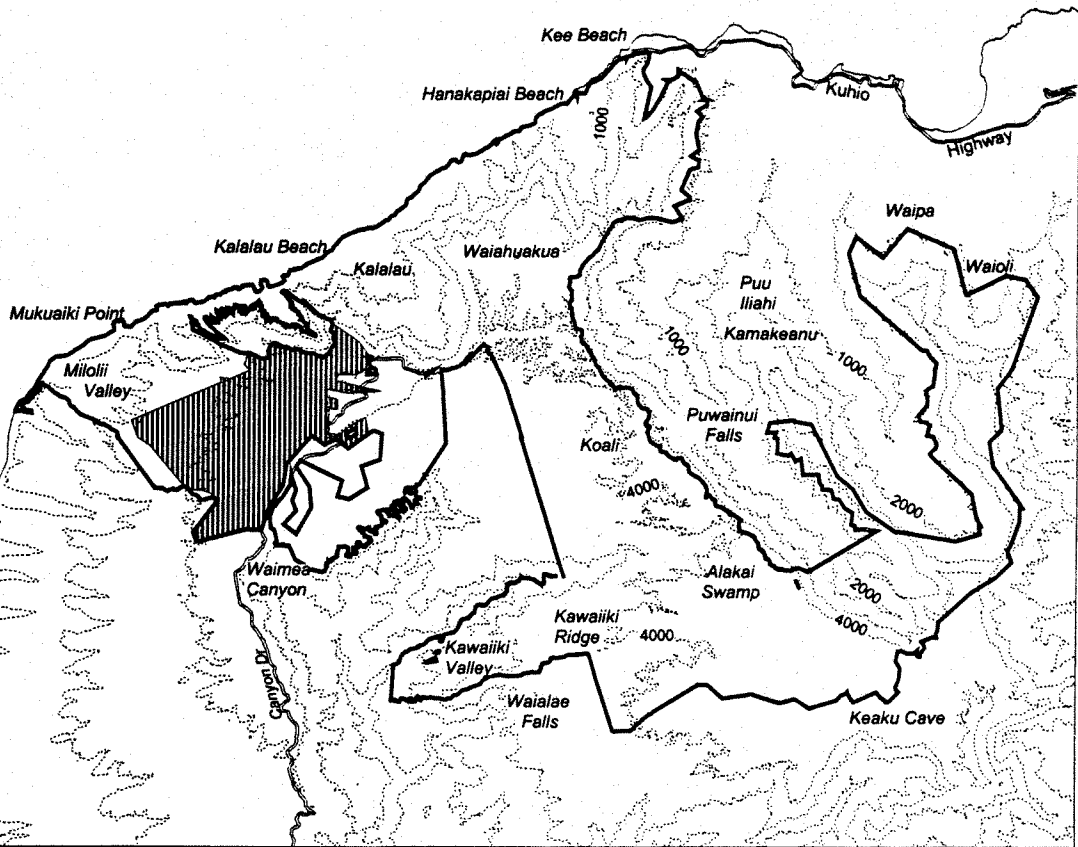 Kee Beach
Hanakapiai Beach
Kuhio
Highway
1000
Waipa
Kalalau Beach
Kalalau
Waiahyakua
Waioli
Puu
Iliahi
Kamakeanu
Mukuaiki Point
1000
1000
Milolii
Valley
Puwainui
Falls
Koali
4000
2000
Waimea
Canyon
Alakai
Swamp
2000
4000
Kawaiiki
Ridge
4000
Kawaiiki
Valley
Canyon Dr
Waialae
Falls
Keaku Cave